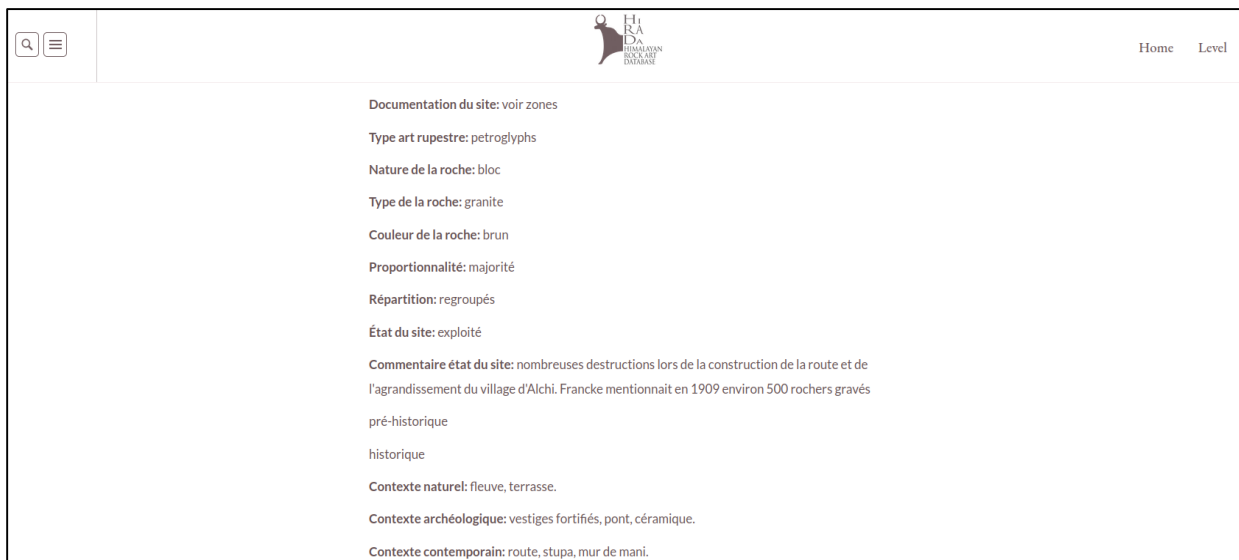 Hi
RA
Da
HIMALAYAN
ROCK ART
DATABASE
Home Level
Documentation du site: voir zones
Type art rupestre: petroglyphs
Nature de la roche: bloc
Type de la roche: granite
Couleur de la roche: brun
Proportionnalité: majorité
Répartition: regroupés
État du site: exploité
Commentaire état du site: nombreuses destructions lors de la construction de la route et de
l'agrandissement du village d'Alchi. Francke mentionnait en 1909 environ 500 rochers gravés
pré-historique
historique
Contexte naturel: fleuve, terrasse.
Contexte archéologique: vestiges fortifiés, pont, céramique.
Contexte contemporain: route, stupa, mur de mani.